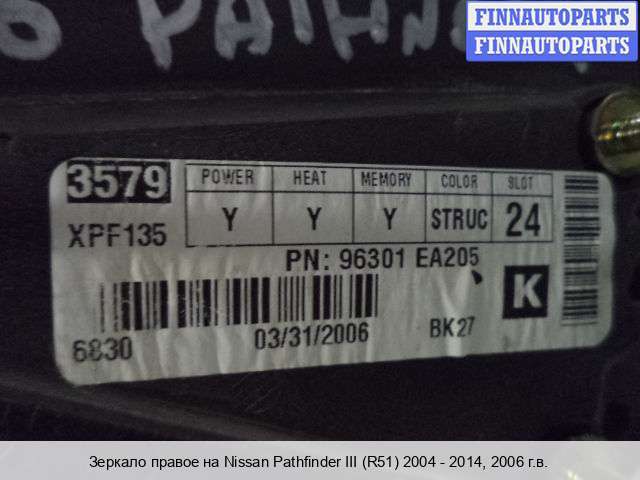 FINNAUTOPARTS
FINNAUTOPARTS
3579 POWER HEAT MEMORY COLOR SLOT
XPF135 Y Y Y STRUC 24
PN: 96301 EA205
K
6830 03/31/2006 BK27
Зеркало правое на Nissan Pathfinder III (R51) 2004 - 2014, 2006 г.в.